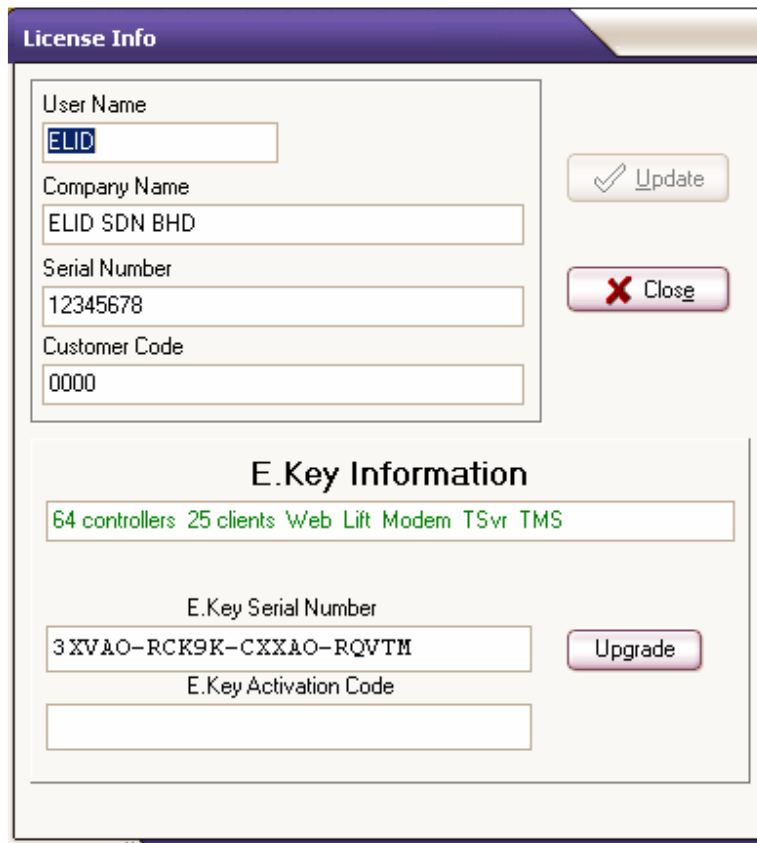 License Info
User Name
ELID
Update
Company Name
ELID SDN BHD
Serial Number
Close
12345678
Customer Code
0000
E.Key Information
64 controllers 25 clients Web Lift Modem TSvr TMS
E.Key Serial Number
3XVAO-RCK9K-CXXAO-RQVTM
Upgrade
E.Key Activation Code